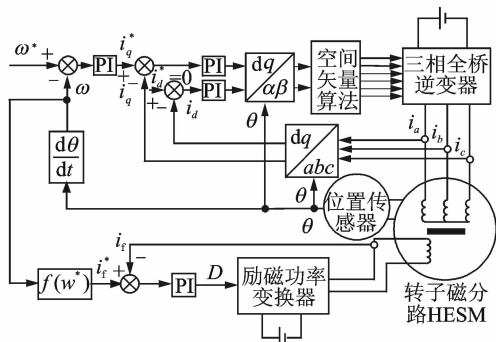 ω* + − PI i_q^* + − i_d^*=0 PI dq 空间 三相全桥
ω i_q + − i_d PI αβ 矢量 逆变器
算法
θ i_a i_b i_c
dθ
dt
dq
abc
θ 位置传
θ 感器
i_f −
f(w*) i_f^* + PI D 励磁功率
变换器
转子磁分
路HESM